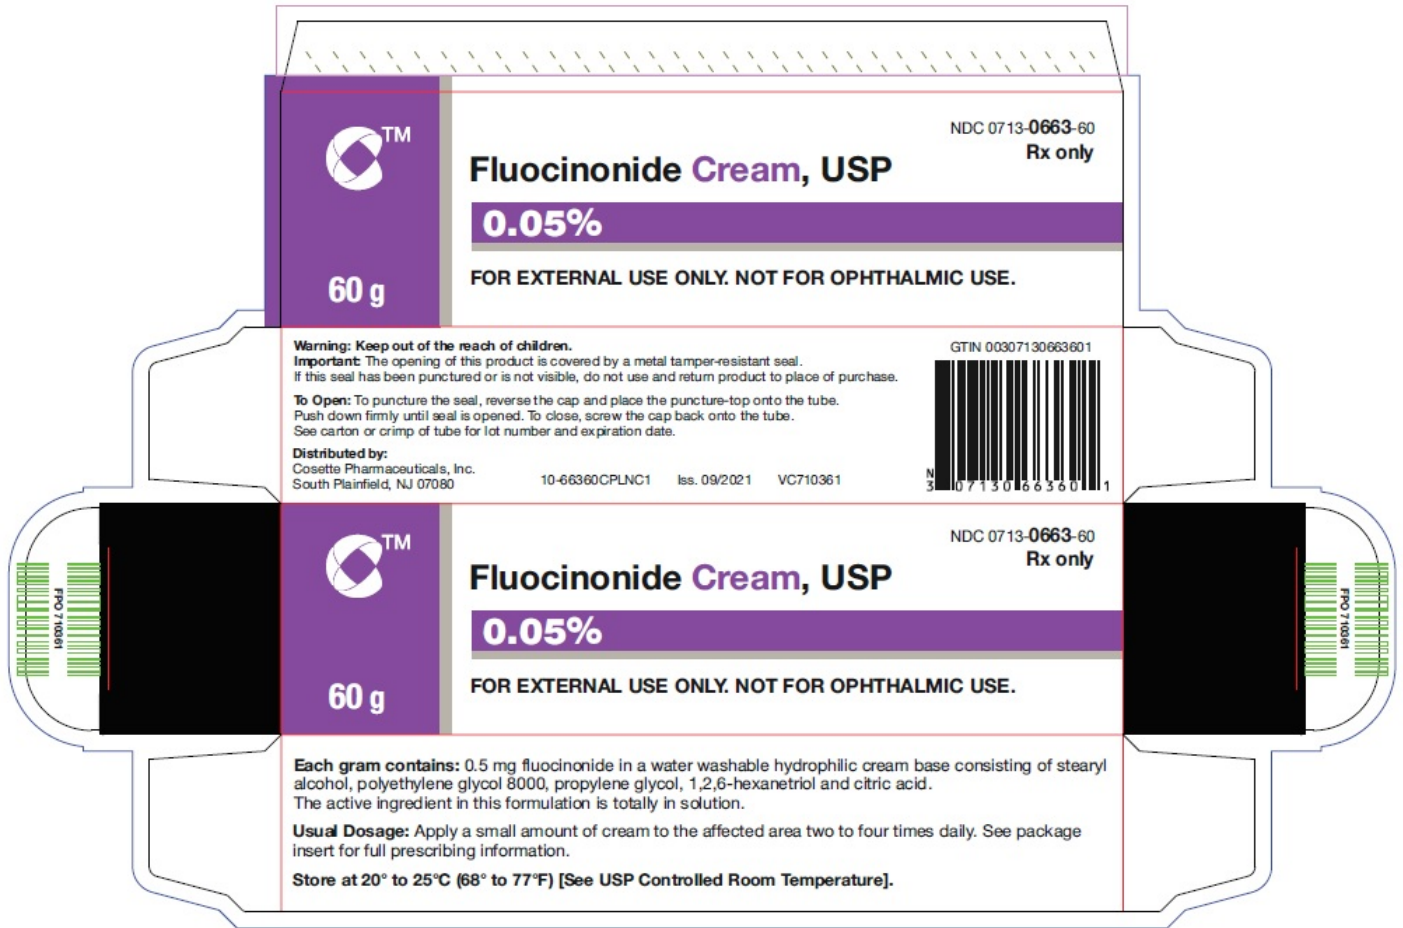 TM
NDC 0713-0663-60
Rx only
Fluocinonide Cream, USP
0.05%
60 g
FOR EXTERNAL USE ONLY. NOT FOR OPHTHALMIC USE.
Warning: Keep out of the reach of children.
Important: The opening of this product is covered by a metal tamper-resistant seal.
If this seal has been punctured or is not visible, do not use and return product to place of purchase.
To Open: To puncture the seal, reverse the cap and place the puncture-top onto the tube.
Push down firmly until seal is opened. To close, screw the cap back onto the tube.
See carton or crimp of tube for lot number and expiration date.
Distributed by:
Cosette Pharmaceuticals, Inc.
South Plainfield, NJ 07080
10-66360CPLNC1 Iss. 09/2021 VC710361
GTIN 00307130663601
N
3 07130 66360 1
FPO 710361
TM
NDC 0713-0663-60
Rx only
Fluocinonide Cream, USP
0.05%
60 g
FOR EXTERNAL USE ONLY. NOT FOR OPHTHALMIC USE.
FPO 710361
Each gram contains: 0.5 mg fluocinonide in a water washable hydrophilic cream base consisting of stearyl
alcohol, polyethylene glycol 8000, propylene glycol, 1,2,6-hexanetriol and citric acid.
The active ingredient in this formulation is totally in solution.
Usual Dosage: Apply a small amount of cream to the affected area two to four times daily. See package
insert for full prescribing information.
Store at 20° to 25°C (68° to 77°F) [See USP Controlled Room Temperature].